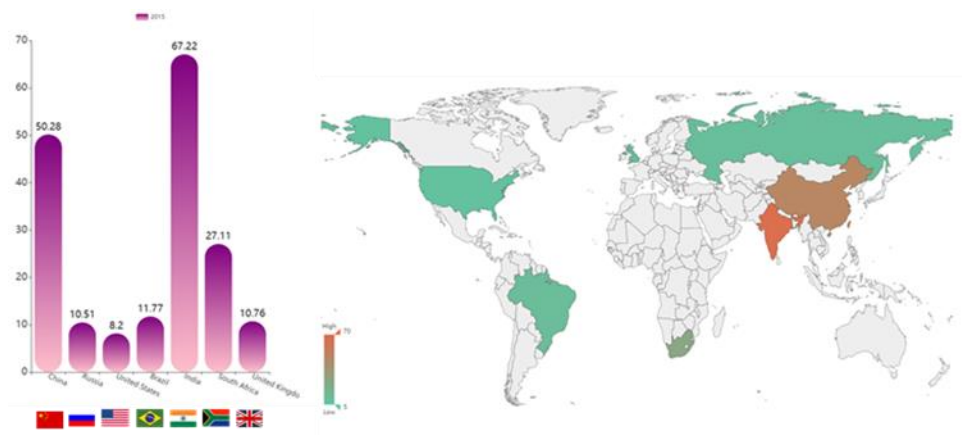 2015
70
67.22
60
50
50.28
40
30
27.11
20
10
10.51
8.2
11.77
10.76
0
China
Russia
United States
Brazil
India
South Africa
United Kingdo
High
70
5
Low